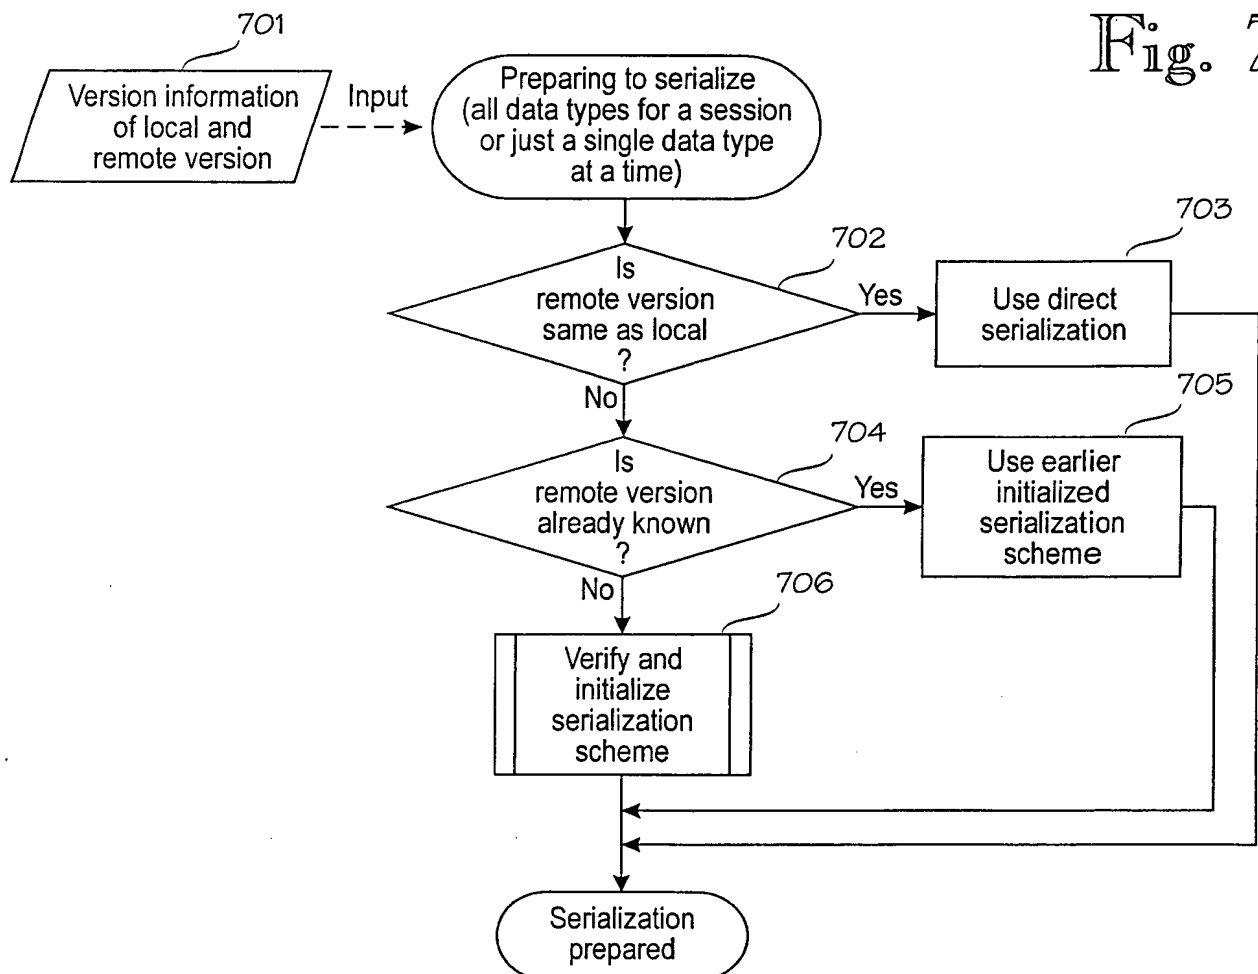 Fig. 7
701
Version information
of local and
remote version
Input
Preparing to serialize
(all data types for a session
or just a single data type
at a time)
702
Is
remote version
same as local
?
Yes
703
Use direct
serialization
No
704
Is
remote version
already known
?
Yes
705
Use earlier
initialized
serialization
scheme
No
706
Verify and
initialize
serialization
scheme
Serialization
prepared